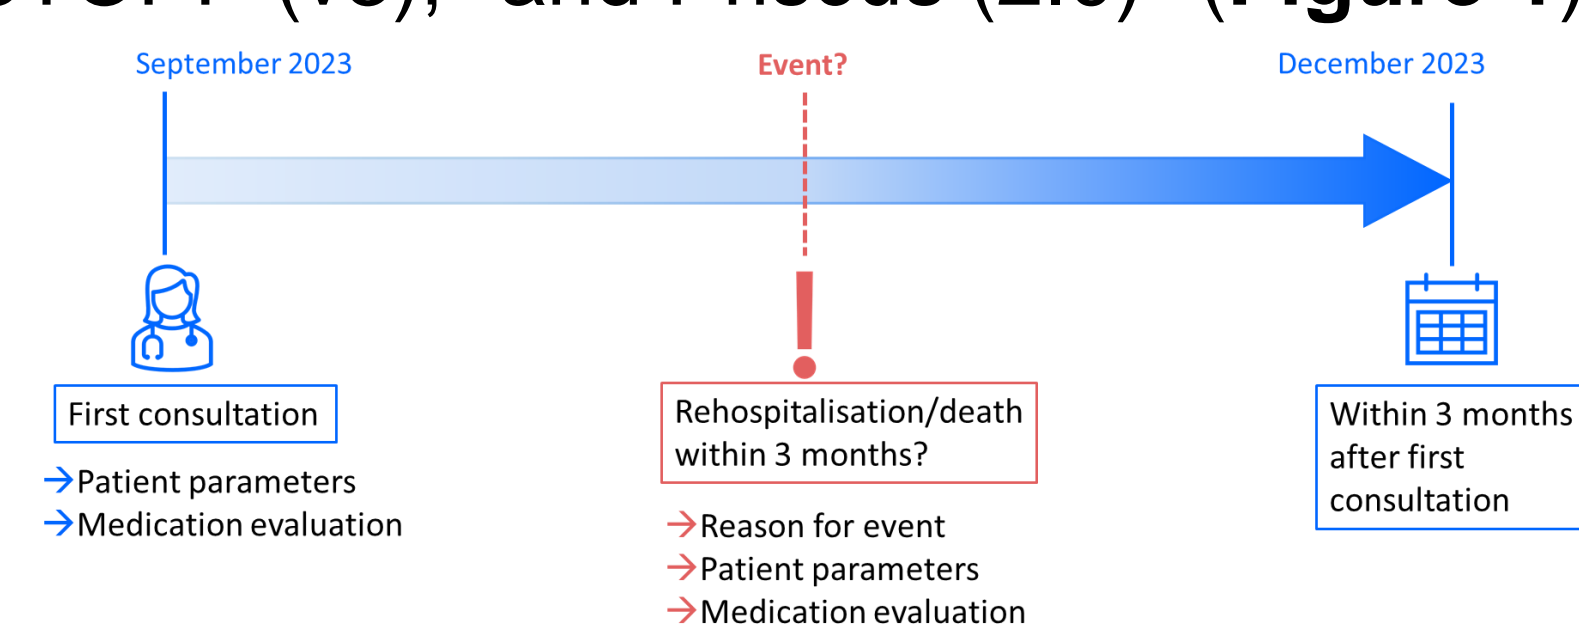 September 2023
Event?
December 2023
First consultation
→Patient parameters
→Medication evaluation
Rehospitalisation/death
within 3 months?
→Reason for event
→Patient parameters
→Medication evaluation
Within 3 months
after first
consultation